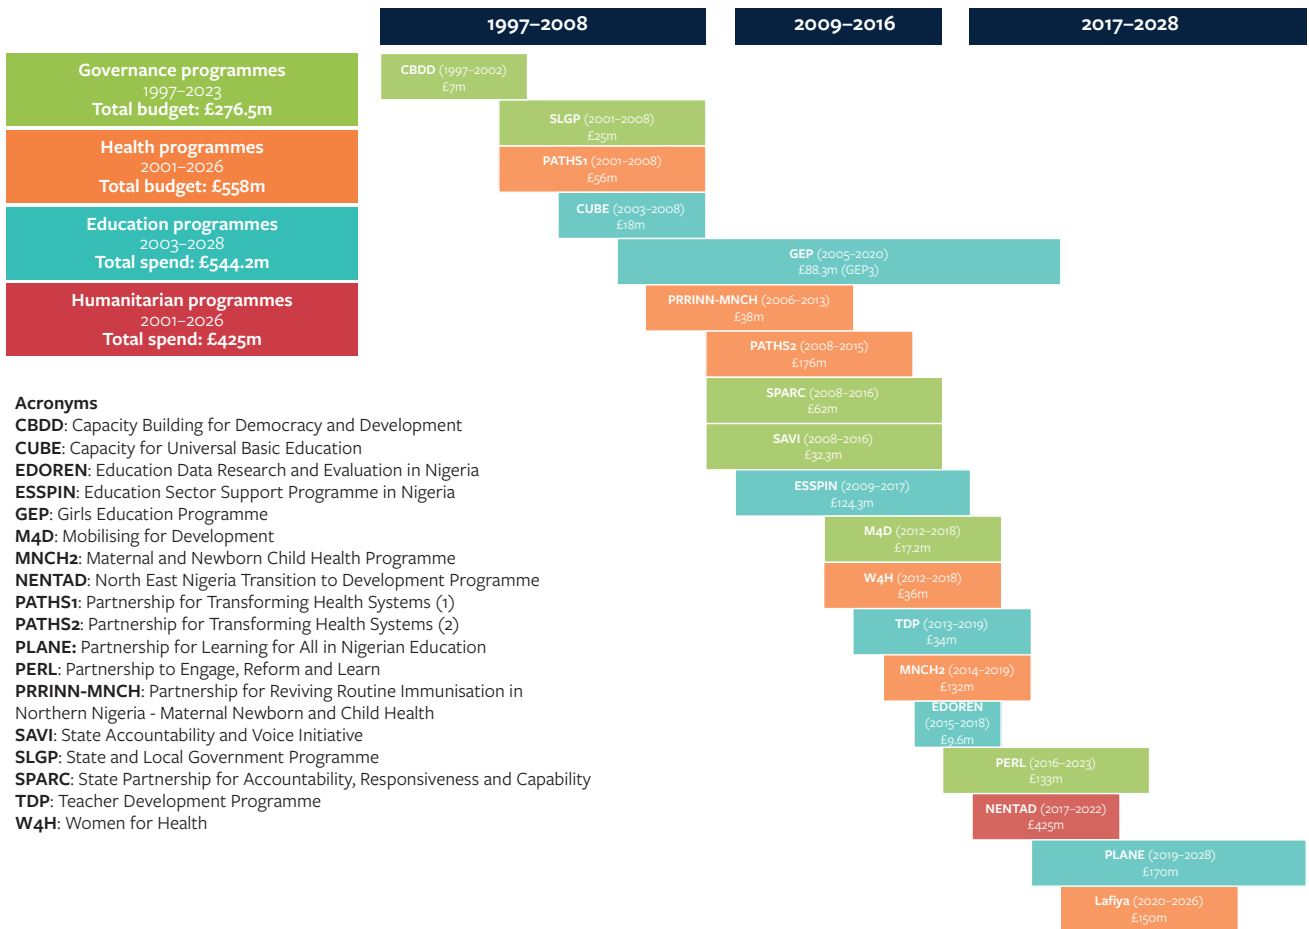 1997–2008
2009–2016
2017–2028
Governance programmes
1997–2023
Total budget: £276.5m
Health programmes
2001–2026
Total budget: £558m
Education programmes
2003–2028
Total spend: £544.2m
Humanitarian programmes
2001–2026
Total spend: £425m
CBDD (1997–2002)
£7m
SLGP (2001–2008)
£25m
PATHS1 (2001–2008)
£56m
CUBE (2003–2008)
£18m
GEP (2005–2020)
£88.3m (GEP3)
PRRINN-MNCH (2006–2013)
£38m
PATHS2 (2008–2015)
£176m
SPARC (2008–2016)
£62m
SAVI (2008–2016)
£32.3m
ESSPIN (2009–2017)
£124.3m
M4D (2012–2018)
£17.2m
W4H (2012–2018)
£36m
TDP (2013–2019)
£34m
MNCH2 (2014–2019)
£132m
EDOREN
(2015–2018)
£9.6m
PERL (2016–2023)
£133m
NENTAD (2017–2022)
£425m
PLANE (2019–2028)
£170m
Lafiya (2020–2026)
£150m
Acronyms
CBDD: Capacity Building for Democracy and Development
CUBE: Capacity for Universal Basic Education
EDOREN: Education Data Research and Evaluation in Nigeria
ESSPIN: Education Sector Support Programme in Nigeria
GEP: Girls Education Programme
M4D: Mobilising for Development
MNCH2: Maternal and Newborn Child Health Programme
NENTAD: North East Nigeria Transition to Development Programme
PATHS1: Partnership for Transforming Health Systems (1)
PATHS2: Partnership for Transforming Health Systems (2)
PLANE: Partnership for Learning for All in Nigerian Education
PERL: Partnership to Engage, Reform and Learn
PRRINN-MNCH: Partnership for Reviving Routine Immunisation in
Northern Nigeria - Maternal Newborn and Child Health
SAVI: State Accountability and Voice Initiative
SLGP: State and Local Government Programme
SPARC: State Partnership for Accountability, Responsiveness and Capability
TDP: Teacher Development Programme
W4H: Women for Health